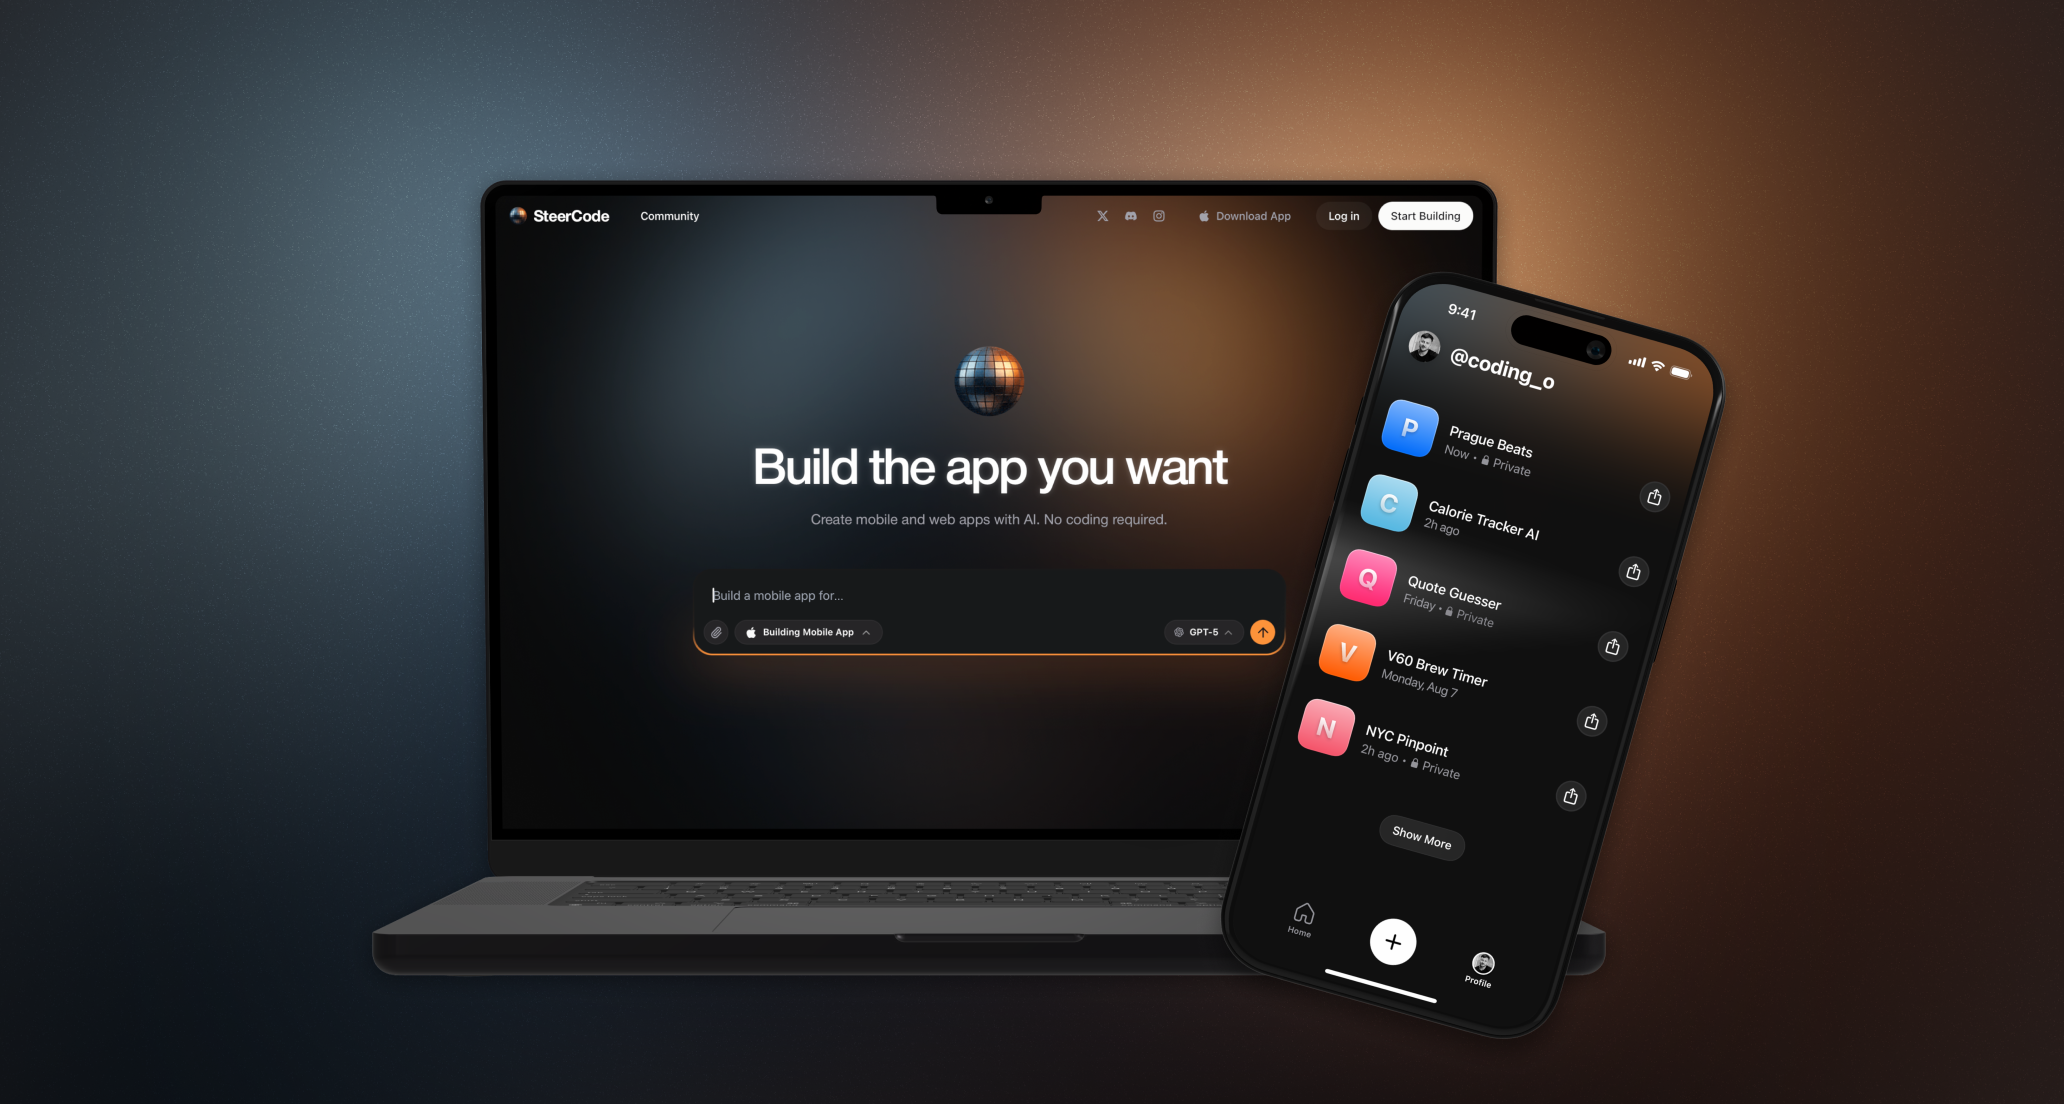 SteerCode
Community
Download App
Log in
Start Building
Build the app you want
Create mobile and web apps with AI. No coding required.
Build a mobile app for...
Building Mobile App
GPT-5
9:41
@coding_o
P
Prague Beats
Now • Private
C
Calorie Tracker AI
2h ago
Q
Quote Guesser
Friday • Private
V
V60 Brew Timer
Monday, Aug 7
N
NYC Pinpoint
2h ago • Private
Show More
Home
Profile